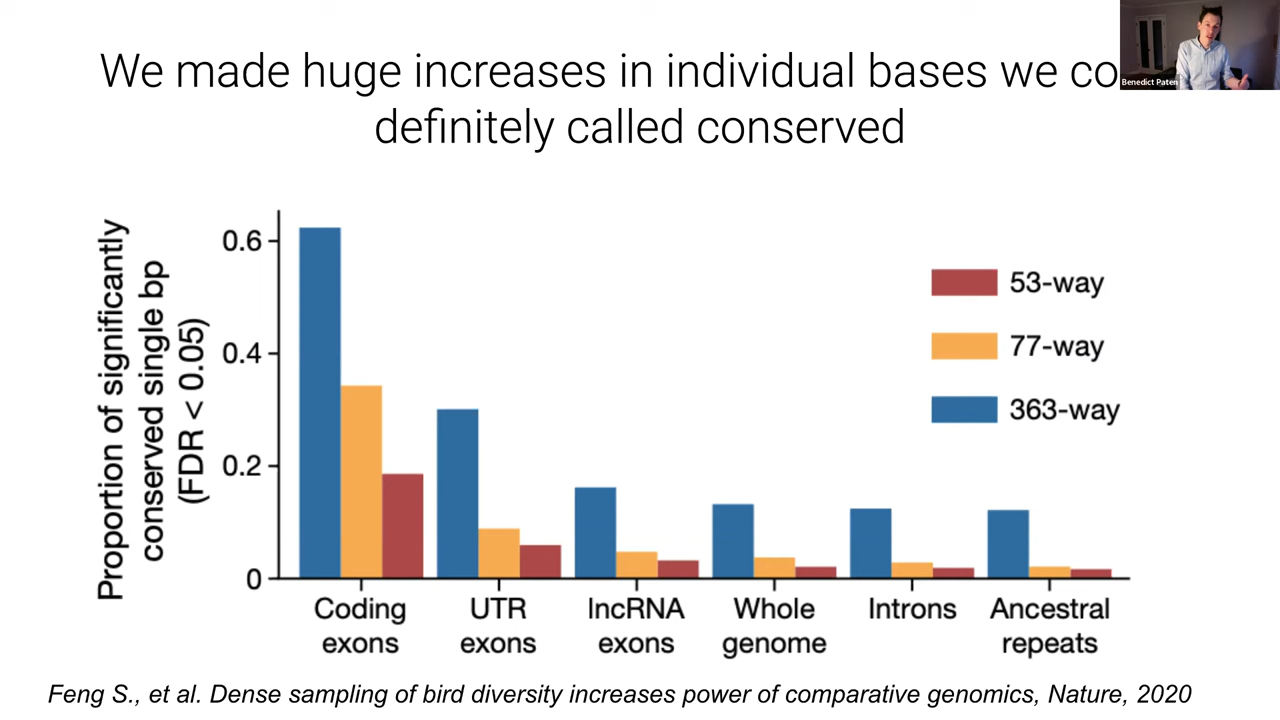 We made huge increases in individual bases we co
definitely called conserved
Benedict Paten
Proportion of significantly
conserved single bp
(FDR < 0.05)
0.6
0.4
0.2
0
53-way
77-way
363-way
Coding
exons
UTR
exons
lncRNA
exons
Whole
genome
Introns
Ancestral
repeats
Feng S., et al. Dense sampling of bird diversity increases power of comparative genomics, Nature, 2020